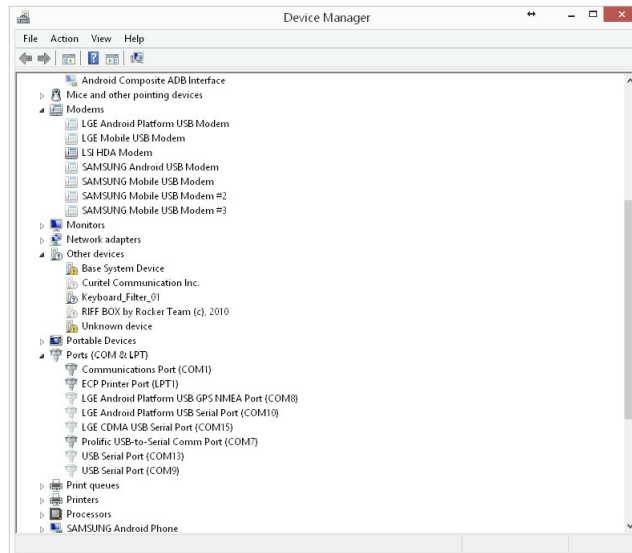 Device Manager
File Action View Help
Android Composite ADB Interface
Mice and other pointing devices
Modems
LGE Android Platform USB Modem
LGE Mobile USB Modem
LSI HDA Modem
SAMSUNG Android USB Modem
SAMSUNG Mobile USB Modem
SAMSUNG Mobile USB Modem #2
SAMSUNG Mobile USB Modem #3
Monitors
Network adapters
Other devices
Base System Device
Curitel Communication Inc.
Keyboard_Filter_01
RIFF BOX by Rocker Team (c), 2010
Unknown device
Portable Devices
Ports (COM & LPT)
Communications Port (COM1)
ECP Printer Port (LPT1)
LGE Android Platform USB GPS NMEA Port (COM8)
LGE Android Platform USB Serial Port (COM10)
LGE CDMA USB Serial Port (COM15)
Prolific USB-to-Serial Comm Port (COM7)
USB Serial Port (COM13)
USB Serial Port (COM9)
Print queues
Printers
Processors
SAMSUNG Android Phone